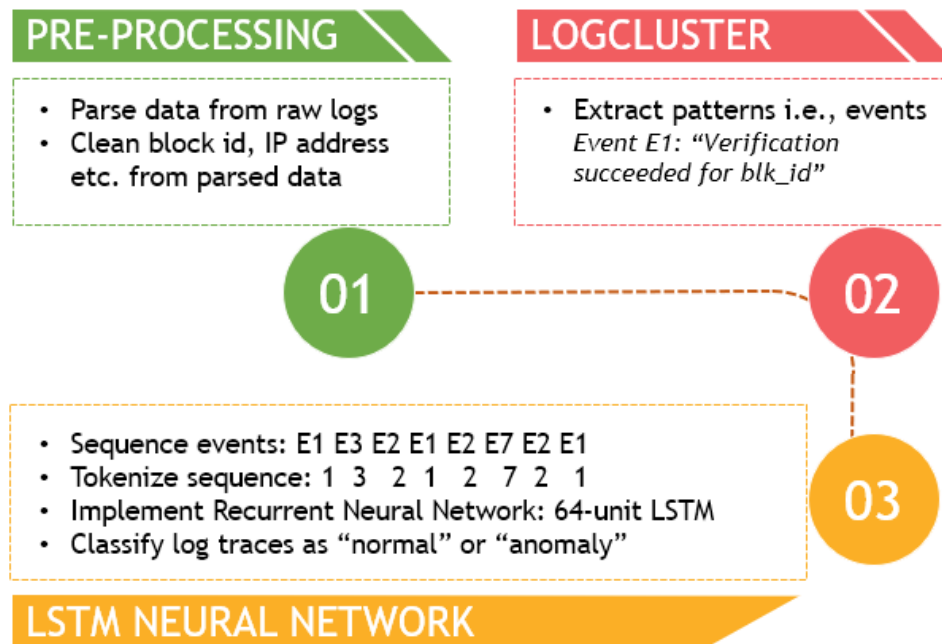 PRE-PROCESSING
• Parse data from raw logs
• Clean block id, IP address
etc. from parsed data
01
LOGCLUSTER
• Extract patterns i.e., events
Event E1: “Verification
succeeded for blk_id”
02
• Sequence events: E1 E3 E2 E1 E2 E7 E2 E1
• Tokenize sequence: 1 3 2 1 2 7 2 1
• Implement Recurrent Neural Network: 64-unit LSTM
• Classify log traces as “normal” or “anomaly”
03
LSTM NEURAL NETWORK